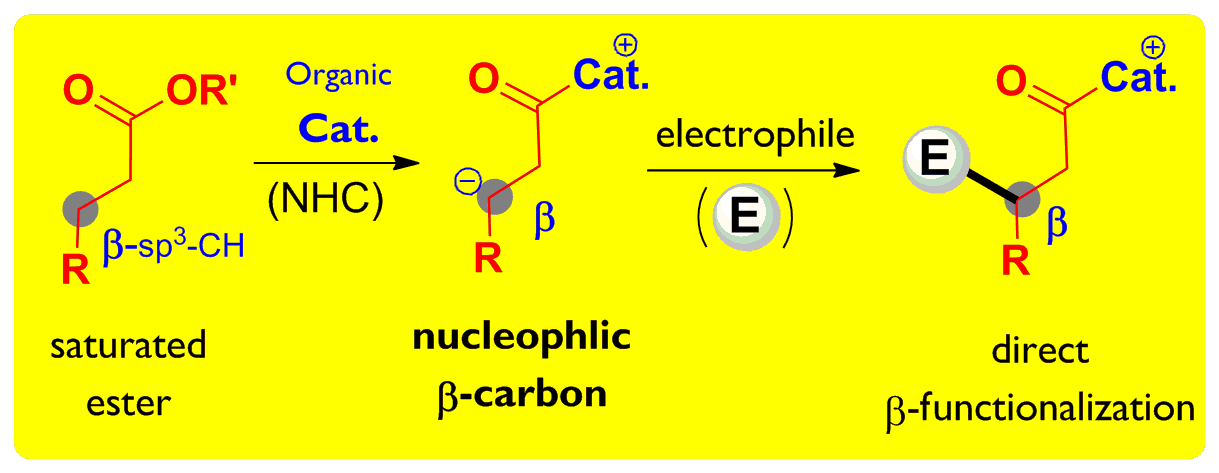 O OR'
R
β-sp³-CH
saturated
ester
Organic
Cat.
(NHC)
⊕
O Cat.
⊖
β
R
nucleophlic
β-carbon
electrophile
(E)
⊕
O Cat.
E
β
R
direct
β-functionalization